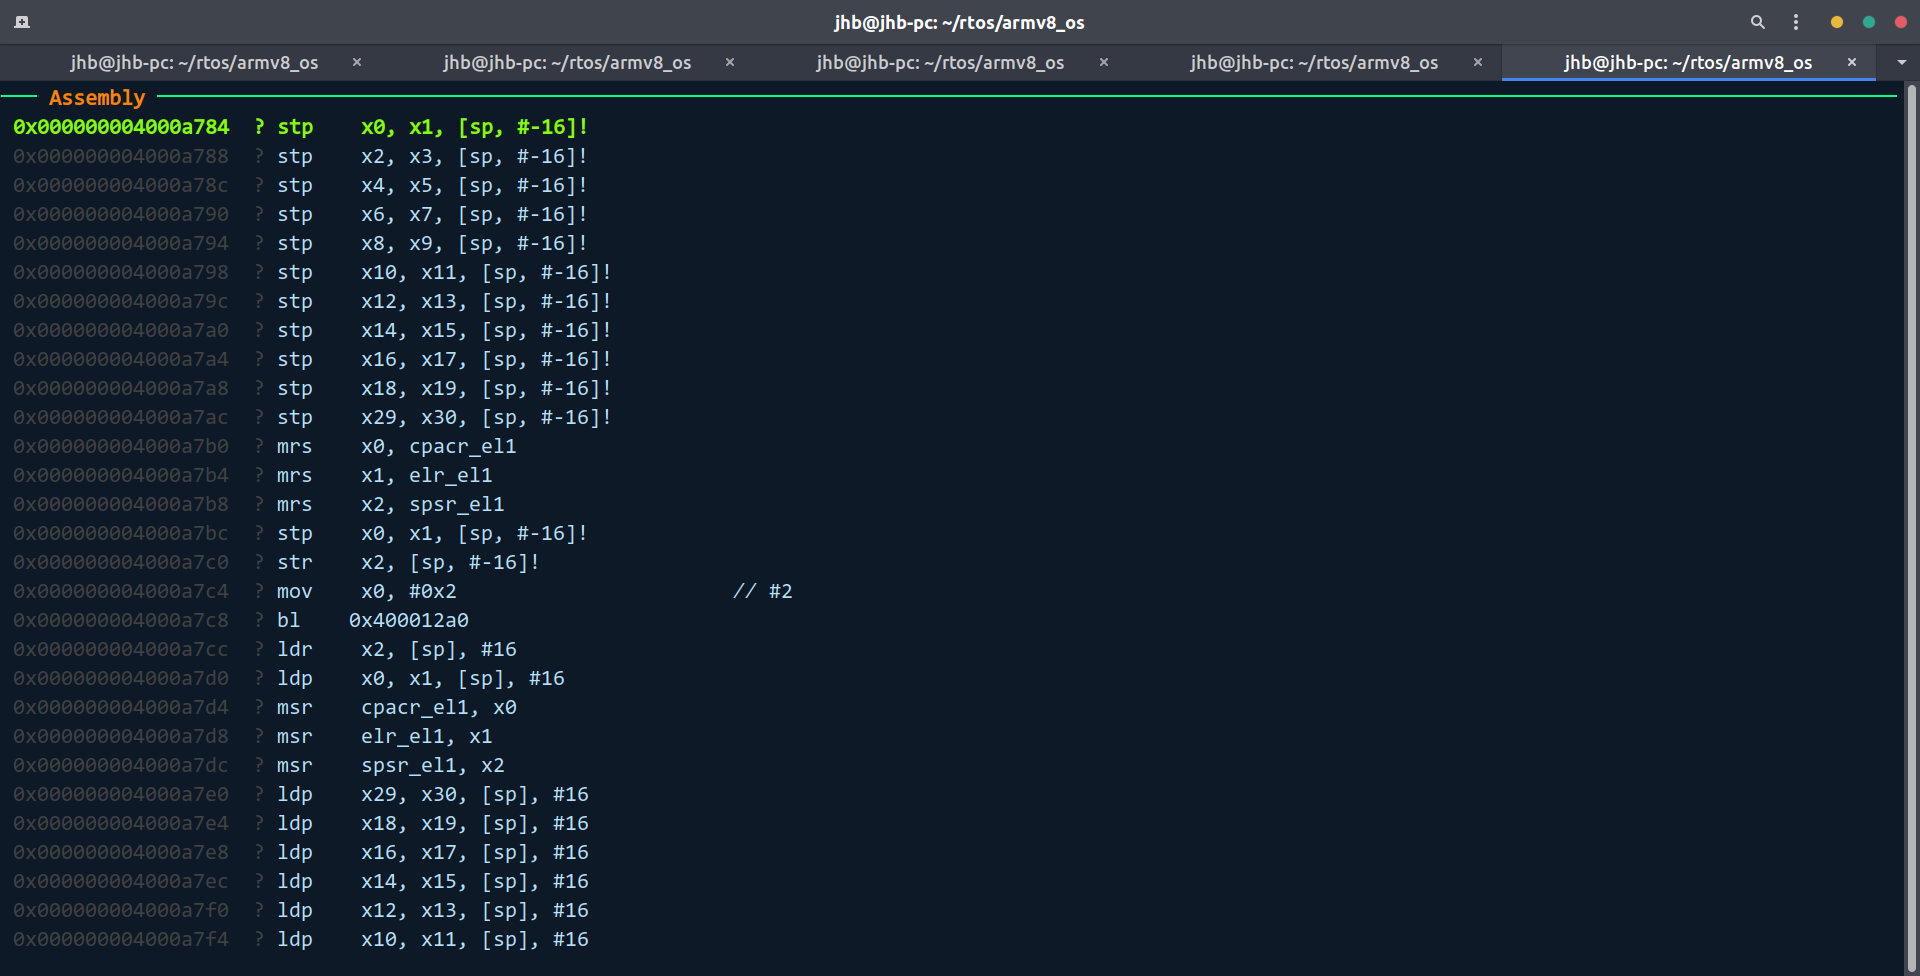 jhb@jhb-pc: ~/rtos/armv8_os
jhb@jhb-pc: ~/rtos/armv8_os × jhb@jhb-pc: ~/rtos/armv8_os × jhb@jhb-pc: ~/rtos/armv8_os × jhb@jhb-pc: ~/rtos/armv8_os × jhb@jhb-pc: ~/rtos/armv8_os ×
Assembly
0x000000004000a784 ? stp x0, x1, [sp, #-16]!
0x000000004000a788 ? stp x2, x3, [sp, #-16]!
0x000000004000a78c ? stp x4, x5, [sp, #-16]!
0x000000004000a790 ? stp x6, x7, [sp, #-16]!
0x000000004000a794 ? stp x8, x9, [sp, #-16]!
0x000000004000a798 ? stp x10, x11, [sp, #-16]!
0x000000004000a79c ? stp x12, x13, [sp, #-16]!
0x000000004000a7a0 ? stp x14, x15, [sp, #-16]!
0x000000004000a7a4 ? stp x16, x17, [sp, #-16]!
0x000000004000a7a8 ? stp x18, x19, [sp, #-16]!
0x000000004000a7ac ? stp x29, x30, [sp, #-16]!
0x000000004000a7b0 ? mrs x0, cpacr_el1
0x000000004000a7b4 ? mrs x1, elr_el1
0x000000004000a7b8 ? mrs x2, spsr_el1
0x000000004000a7bc ? stp x0, x1, [sp, #-16]!
0x000000004000a7c0 ? str x2, [sp, #-16]!
0x000000004000a7c4 ? mov x0, #0x2 // #2
0x000000004000a7c8 ? bl 0x400012a0
0x000000004000a7cc ? ldr x2, [sp], #16
0x000000004000a7d0 ? ldp x0, x1, [sp], #16
0x000000004000a7d4 ? msr cpacr_el1, x0
0x000000004000a7d8 ? msr elr_el1, x1
0x000000004000a7dc ? msr spsr_el1, x2
0x000000004000a7e0 ? ldp x29, x30, [sp], #16
0x000000004000a7e4 ? ldp x18, x19, [sp], #16
0x000000004000a7e8 ? ldp x16, x17, [sp], #16
0x000000004000a7ec ? ldp x14, x15, [sp], #16
0x000000004000a7f0 ? ldp x12, x13, [sp], #16
0x000000004000a7f4 ? ldp x10, x11, [sp], #16